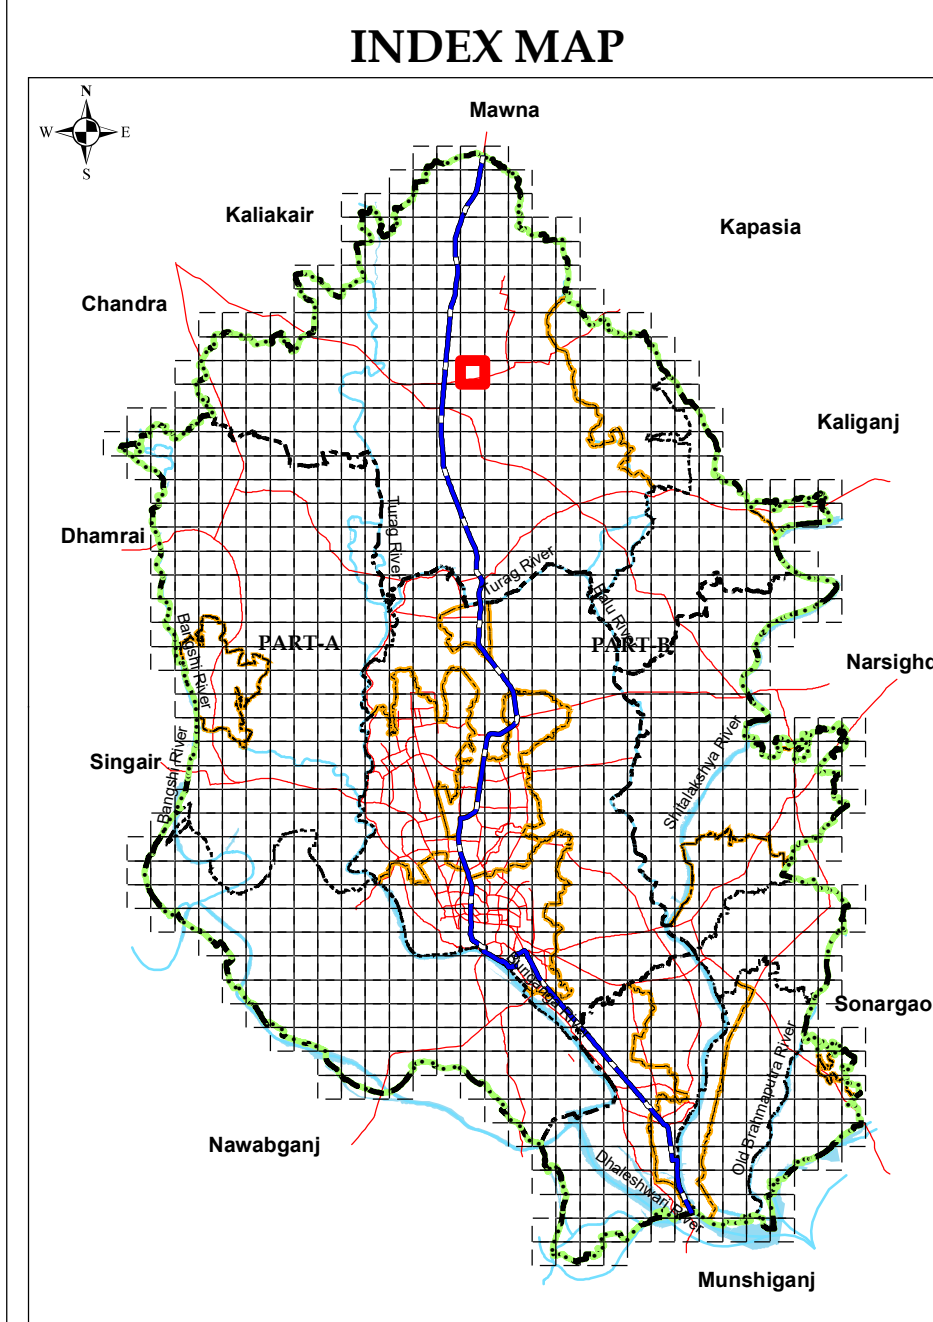 INDEX MAP
N
W E
S
Mawna
Kaliakair
Kapasia
Chandra
Kaliganj
Dhamrai
Turag River
Turag River
Balu River
Bangshi River
PART-A
PART-B
Narsighd
Singair
Bangshi River
Shitalakshya River
Buriganga River
Sonargao
Old Brahmaputra River
Nawabganj
Dhaleshwari River
Munshiganj